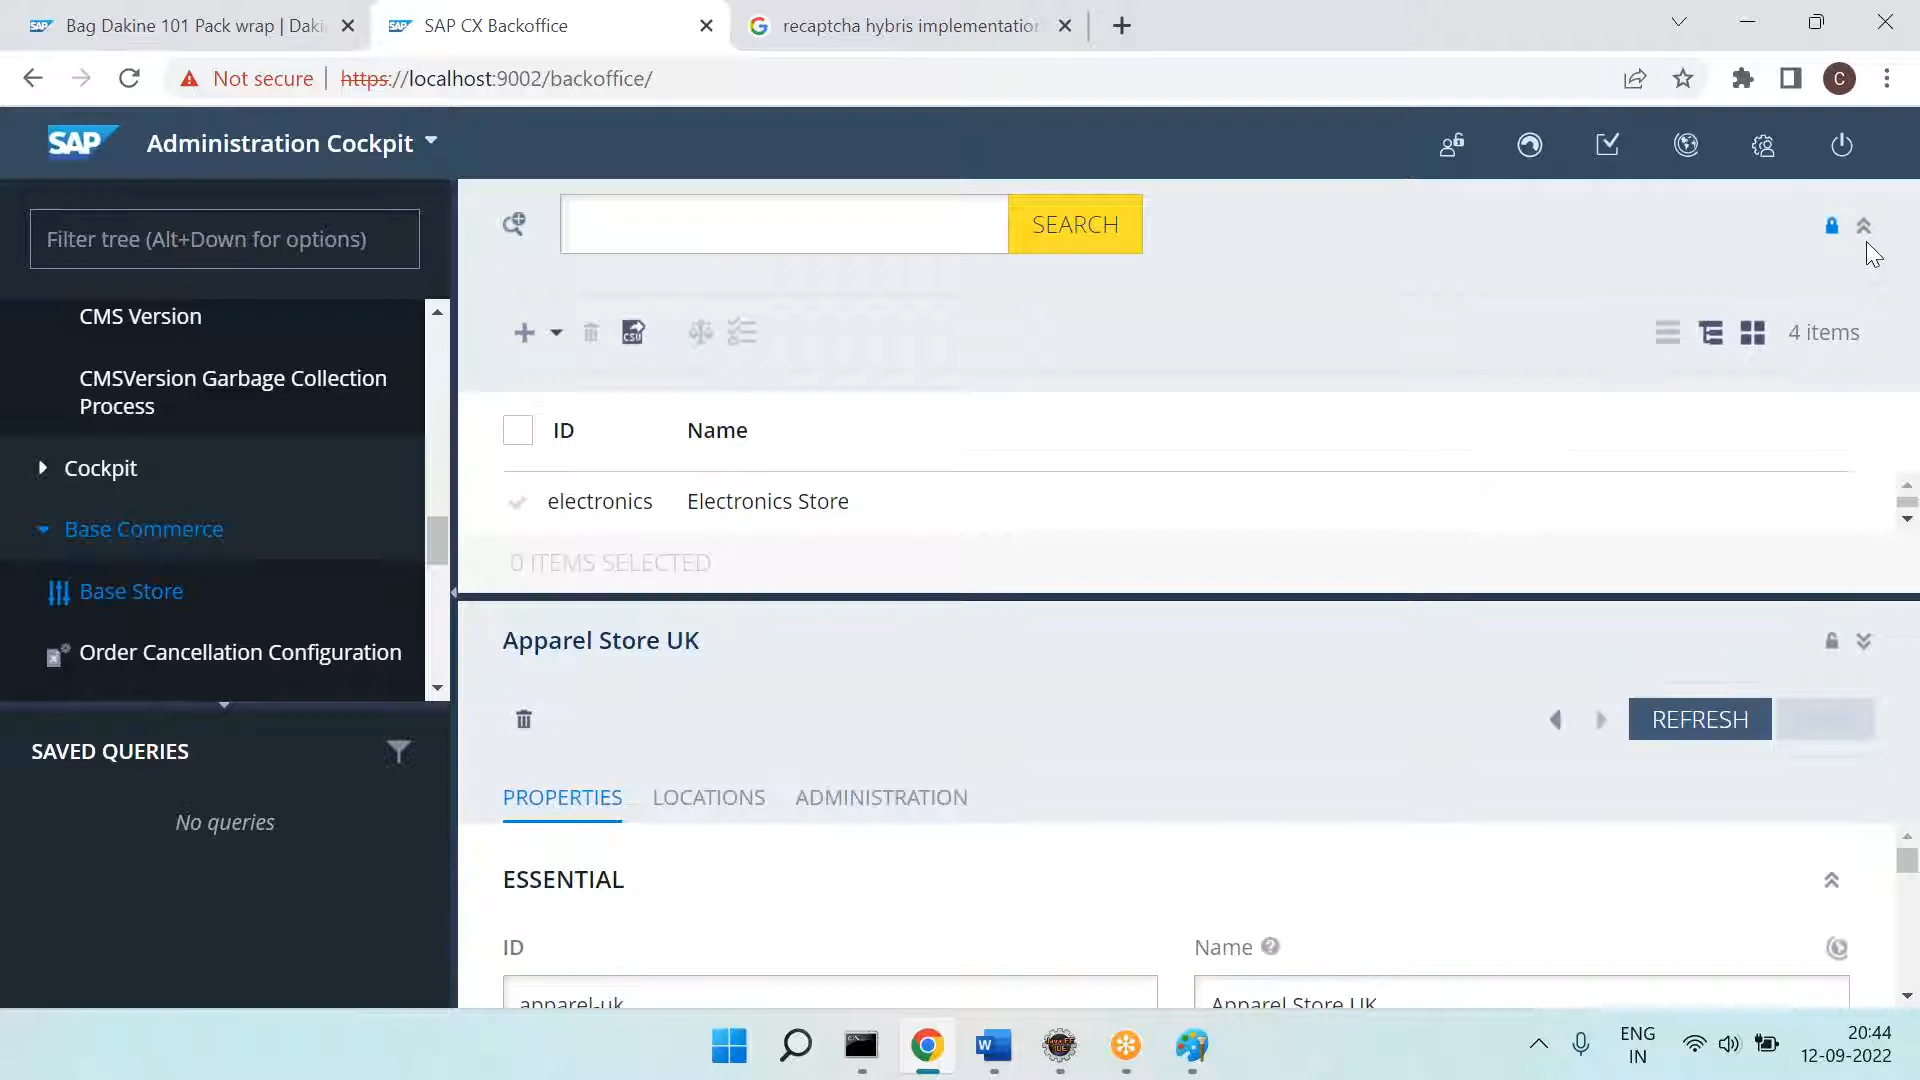 Bag Dakine 101 Pack wrap | Daki
SAP CX Backoffice
recaptcha hybris implementation
Not secure
https://localhost:9002/backoffice/
C
SAP
Administration Cockpit
Filter tree (Alt+Down for options)
CMS Version
CMSVersion Garbage Collection
Process
Cockpit
Base Commerce
Base Store
Order Cancellation Configuration
SAVED QUERIES
No queries
SEARCH
CSV
4 items
ID
Name
electronics
Electronics Store
0 ITEMS SELECTED
Apparel Store UK
REFRESH
PROPERTIES
LOCATIONS
ADMINISTRATION
ESSENTIAL
ID
Name
apparel-uk
Apparel Store UK
ENG
IN
20:44
12-09-2022